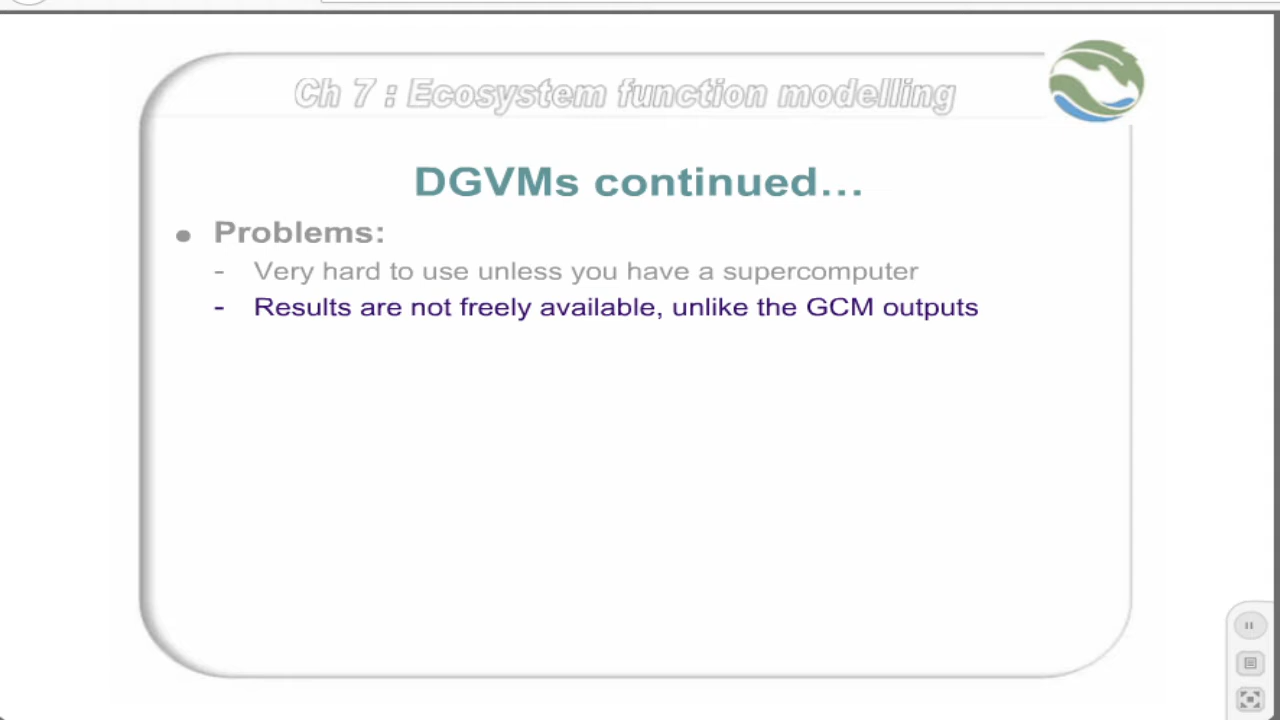 Ch 7 : Ecosystem function modelling
DGVMs continued...
● Problems:
- Very hard to use unless you have a supercomputer
- Results are not freely available, unlike the GCM outputs